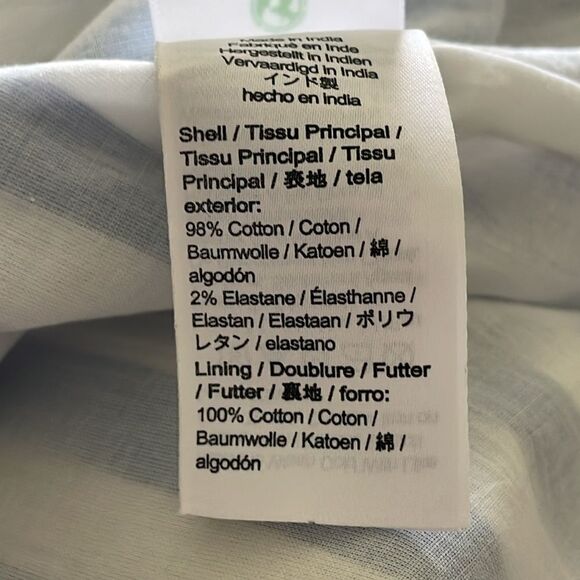 Made in India
Fabriqué en Inde
Hergestellt in Indien
Vervaardigd in India
インド製
hecho en india
Shell / Tissu Principal /
Tissu Principal / Tissu
Principal / 表地 / tela
exterior:
98% Cotton / Coton /
Baumwolle / Katoen / 綿 /
algodón
2% Elastane / Élasthanne /
Elastan / Elastaan / ポリウ
レタン / elastano
Lining / Doublure / Futter
/ Futter / 裏地 / forro:
100% Cotton / Coton /
Baumwolle / Katoen / 綿 /
algodón